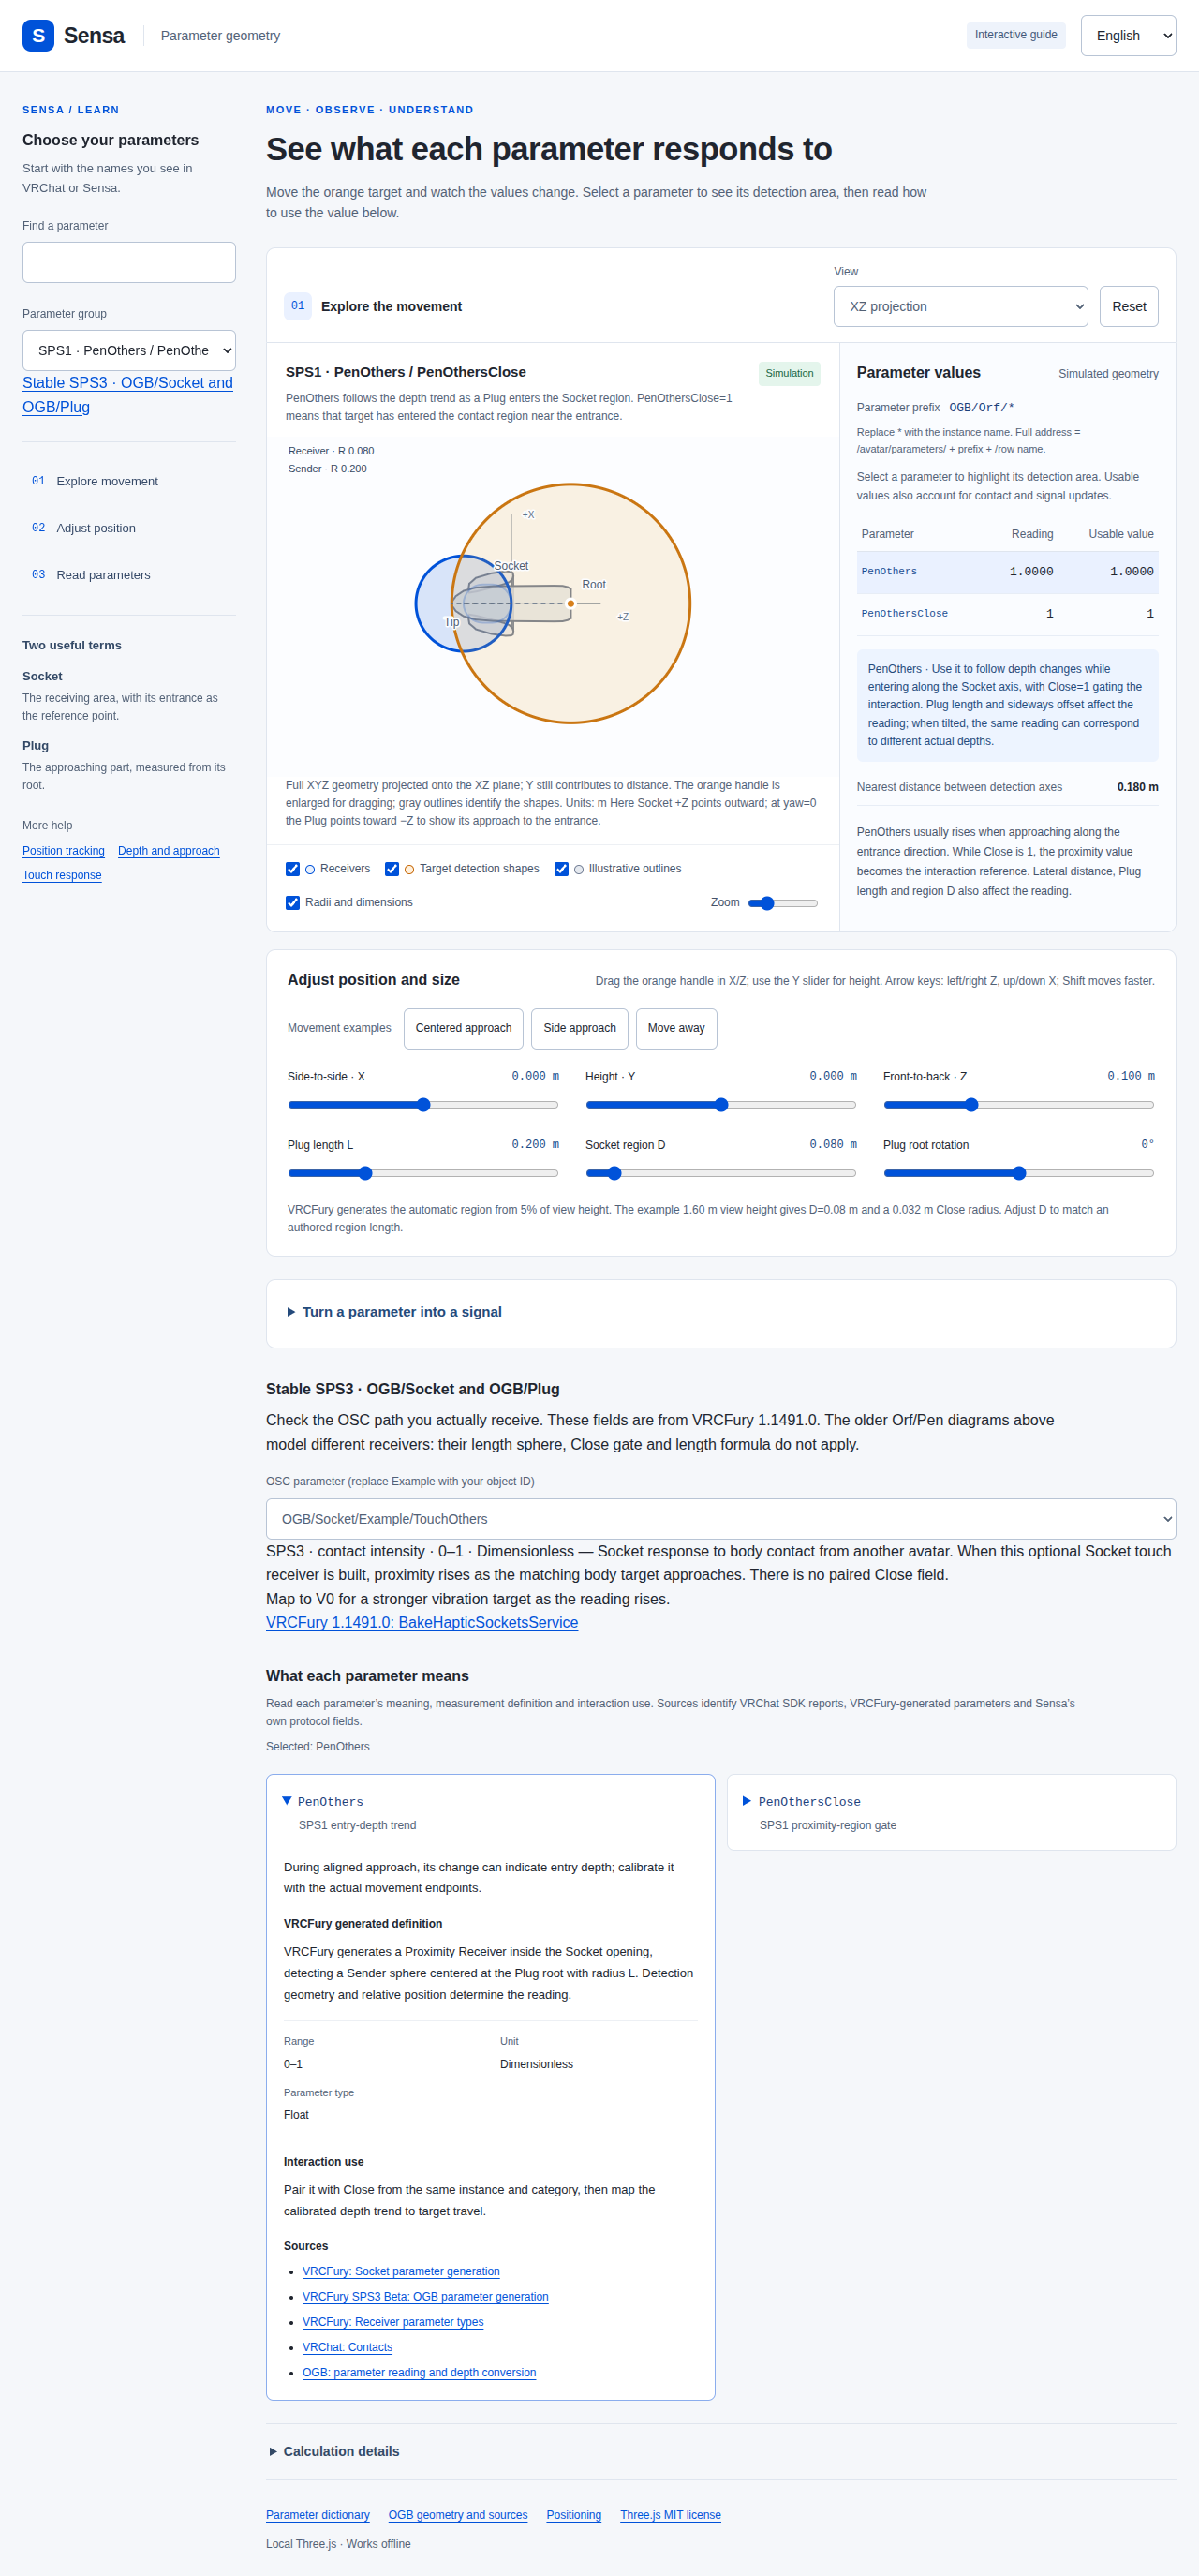 S Sensa Parameter geometry
Interactive guide English
SENSA / LEARN
Choose your parameters
Start with the names you see in
VRChat or Sensa.
Find a parameter
Parameter group
SPS1 · PenOthers / PenOthe
Stable SPS3 · OGB/Socket and
OGB/Plug
01 Explore movement
02 Adjust position
03 Read parameters
Two useful terms
Socket
The receiving area, with its entrance as
the reference point.
Plug
The approaching part, measured from its
root.
More help
Position tracking Depth and approach
Touch response
MOVE · OBSERVE · UNDERSTAND
See what each parameter responds to
Move the orange target and watch the values change. Select a parameter to see its detection area, then read how
to use the value below.
01 Explore the movement
View
XZ projection
Reset
SPS1 · PenOthers / PenOthersClose
Simulation
PenOthers follows the depth trend as a Plug enters the Socket region. PenOthersClose=1
means that target has entered the contact region near the entrance.
Receiver · R 0.080
Sender · R 0.200
+X
Socket
Root
Tip
+Z
Full XYZ geometry projected onto the XZ plane; Y still contributes to distance. The orange handle is
enlarged for dragging; gray outlines identify the shapes. Units: m Here Socket +Z points outward; at yaw=0
the Plug points toward −Z to show its approach to the entrance.
Receivers Target detection shapes Illustrative outlines
Radii and dimensions Zoom
Parameter values Simulated geometry
Parameter prefix OGB/Orf/*
Replace * with the instance name. Full address =
/avatar/parameters/ + prefix + /row name.
Select a parameter to highlight its detection area. Usable
values also account for contact and signal updates.
Parameter Reading Usable value
PenOthers 1.0000 1.0000
PenOthersClose 1 1
PenOthers · Use it to follow depth changes while
entering along the Socket axis, with Close=1 gating the
interaction. Plug length and sideways offset affect the
reading; when tilted, the same reading can correspond
to different actual depths.
Nearest distance between detection axes 0.180 m
PenOthers usually rises when approaching along the
entrance direction. While Close is 1, the proximity value
becomes the interaction reference. Lateral distance, Plug
length and region D also affect the reading.
Adjust position and size Drag the orange handle in X/Z; use the Y slider for height. Arrow keys: left/right Z, up/down X; Shift moves faster.
Movement examples Centered approach Side approach Move away
Side-to-side · X 0.000 m Height · Y 0.000 m Front-to-back · Z 0.100 m
Plug length L 0.200 m Socket region D 0.080 m Plug root rotation 0°
VRCFury generates the automatic region from 5% of view height. The example 1.60 m view height gives D=0.08 m and a 0.032 m Close radius. Adjust D to match an
authored region length.
Turn a parameter into a signal
Stable SPS3 · OGB/Socket and OGB/Plug
Check the OSC path you actually receive. These fields are from VRCFury 1.1491.0. The older Orf/Pen diagrams above
model different receivers: their length sphere, Close gate and length formula do not apply.
OSC parameter (replace Example with your object ID)
OGB/Socket/Example/TouchOthers
SPS3 · contact intensity · 0–1 · Dimensionless — Socket response to body contact from another avatar. When this optional Socket touch
receiver is built, proximity rises as the matching body target approaches. There is no paired Close field.
Map to V0 for a stronger vibration target as the reading rises.
VRCFury 1.1491.0: BakeHapticSocketsService
What each parameter means
Read each parameter's meaning, measurement definition and interaction use. Sources identify VRChat SDK reports, VRCFury-generated parameters and Sensa's
own protocol fields.
Selected: PenOthers
PenOthers
SPS1 entry-depth trend
During aligned approach, its change can indicate entry depth; calibrate it
with the actual movement endpoints.
VRCFury generated definition
VRCFury generates a Proximity Receiver inside the Socket opening,
detecting a Sender sphere centered at the Plug root with radius L. Detection
geometry and relative position determine the reading.
Range Unit
0–1 Dimensionless
Parameter type
Float
Interaction use
Pair it with Close from the same instance and category, then map the
calibrated depth trend to target travel.
Sources
VRCFury: Socket parameter generation
VRCFury SPS3 Beta: OGB parameter generation
VRCFury: Receiver parameter types
VRChat: Contacts
OGB: parameter reading and depth conversion
PenOthersClose
SPS1 proximity-region gate
Calculation details
Parameter dictionary OGB geometry and sources Positioning Three.js MIT license
Local Three.js · Works offline